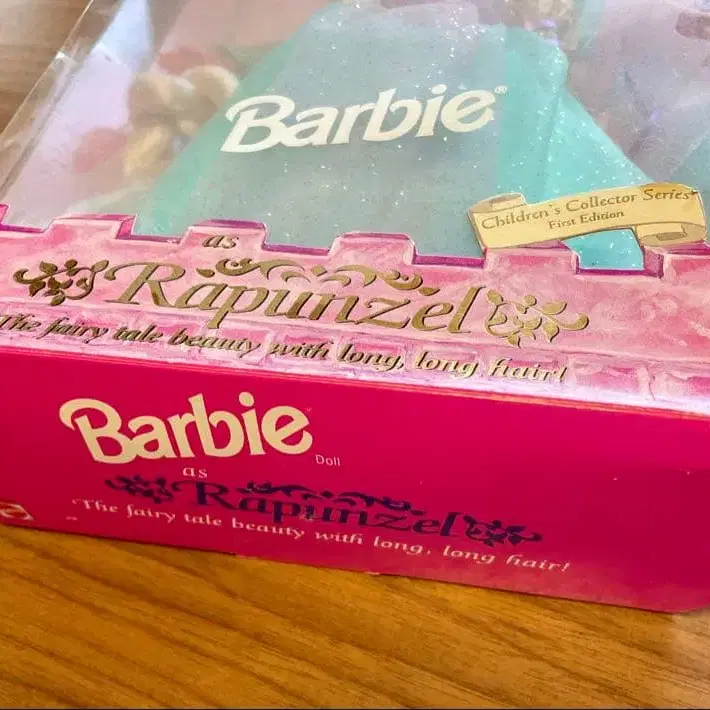 Barbie®
Children's Collector Series
First Edition
as
Rapunzel
The fairy tale beauty with long, long hair!
Barbie
Doll
as
Rapunzel
The fairy tale beauty with long, long hair!